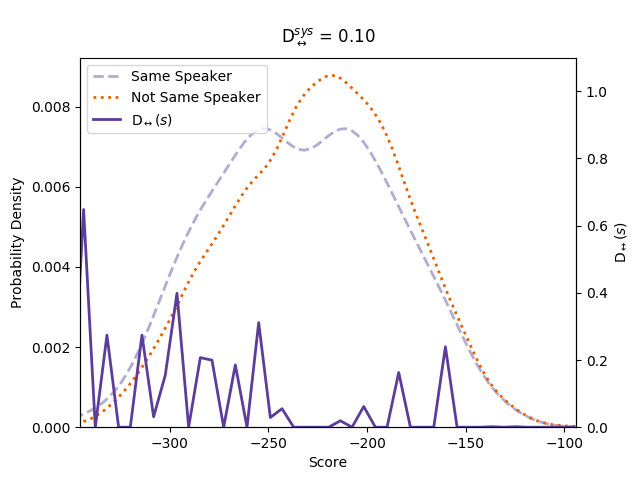 D↔^sys = 0.10
Same Speaker
Not Same Speaker
D↔(s)
Probability Density
0.008
0.006
0.004
0.002
0.000
1.0
0.8
0.6
0.4
0.2
0.0
D↔(s)
−300
−250
−200
−150
−100
Score